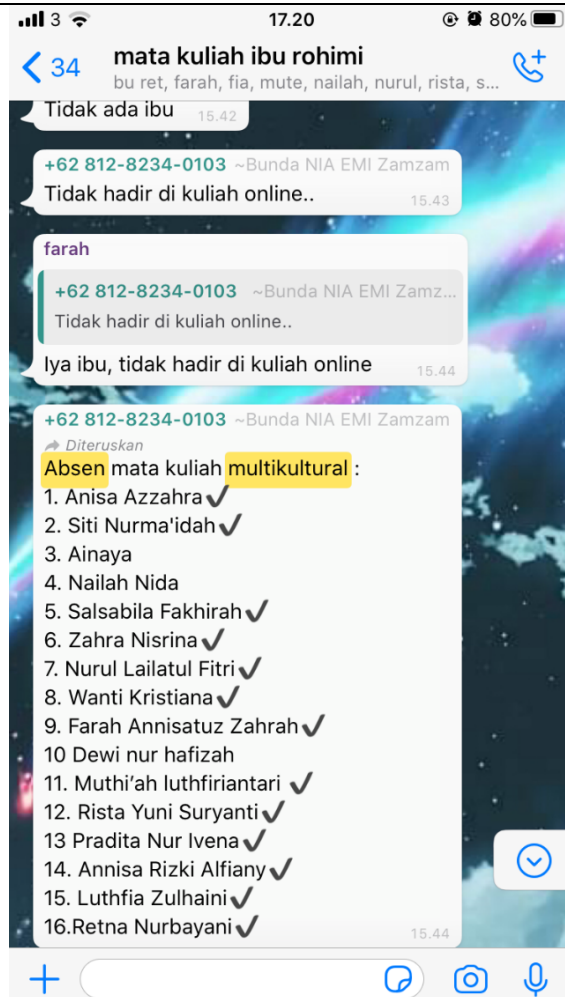 3
17.20
80%
34
mata kuliah ibu rohimi
bu ret, farah, fia, mute, nailah, nurul, rista, s...
Tidak ada ibu 15.42
+62 812-8234-0103 ~Bunda NIA EMI Zamzam
Tidak hadir di kuliah online.. 15.43
farah
+62 812-8234-0103 ~Bunda NIA EMI Zamz...
Tidak hadir di kuliah online..
Iya ibu, tidak hadir di kuliah online 15.44
+62 812-8234-0103 ~Bunda NIA EMI Zamzam
Diteruskan
Absen mata kuliah multikultural :
1. Anisa Azzahra✔
2. Siti Nurma'idah✔
3. Ainaya
4. Nailah Nida
5. Salsabila Fakhirah✔
6. Zahra Nisrina✔
7. Nurul Lailatul Fitri✔
8. Wanti Kristiana✔
9. Farah Annisatuz Zahrah✔
10 Dewi nur hafizah
11. Muthi’ah luthfiriantari ✔
12. Rista Yuni Suryanti✔
13 Pradita Nur Ivena✔
14. Annisa Rizki Alfiany✔
15. Luthfia Zulhaini✔
16.Retna Nurbayani✔ 15.44